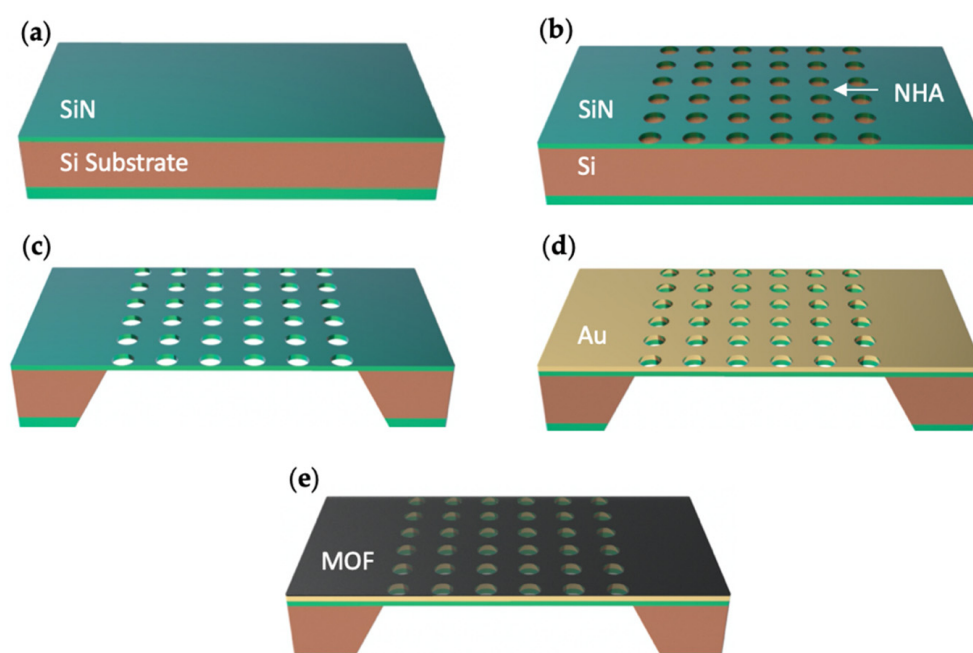 (a)
SiN
Si Substrate
(b)
SiN
NHA
Si
(c)
(d)
Au
(e)
MOF